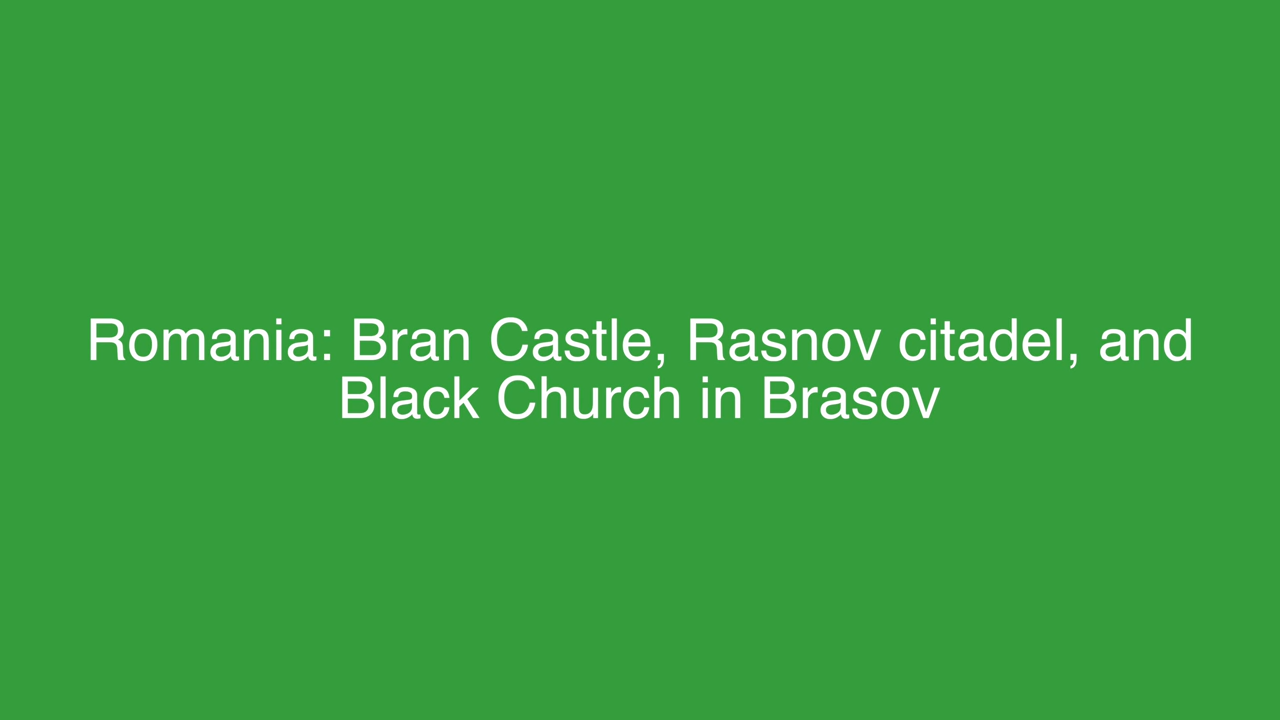 Romania: Bran Castle, Rasnov citadel, and
Black Church in Brasov